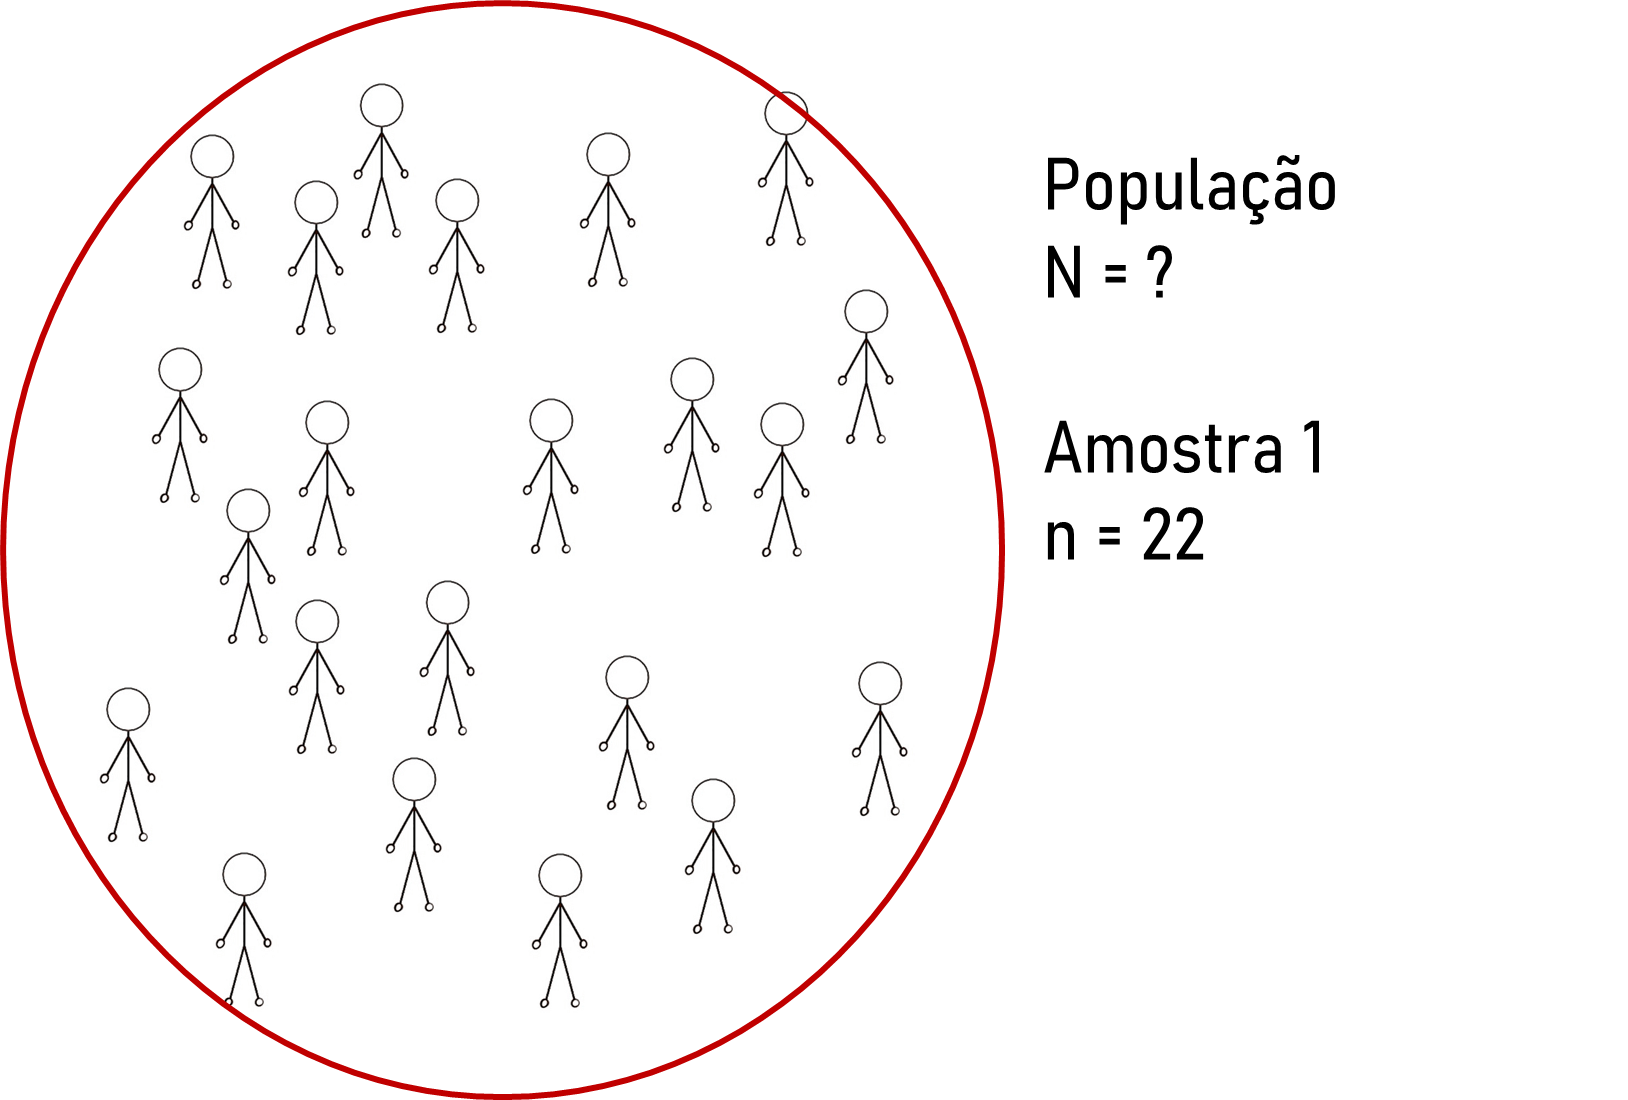 População
N = ?
Amostra 1
n = 22